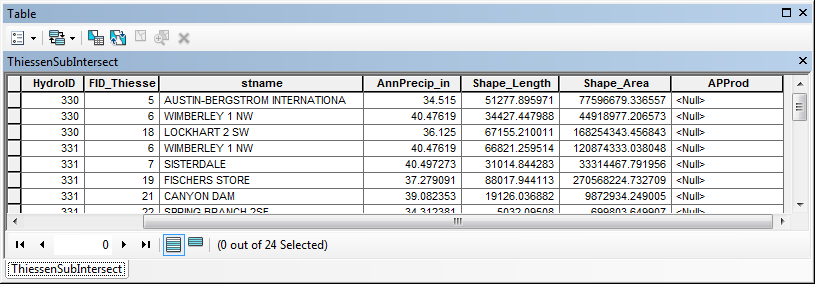 Table
ThiessenSubIntersect
HydroID FID_Thiesse stname AnnPrecip_in Shape_Length Shape_Area APProd
330 5 AUSTIN-BERGSTROM INTERNATIONA 34.515 51277.895971 77596679.336557 <Null>
330 6 WIMBERLEY 1 NW 40.47619 34427.447988 44918977.206573 <Null>
330 18 LOCKHART 2 SW 36.125 67155.210011 168254343.456843 <Null>
331 6 WIMBERLEY 1 NW 40.47619 66821.259514 120874333.038048 <Null>
331 7 SISTERDALE 40.497273 31014.844283 33314467.791956 <Null>
331 19 FISCHERS STORE 37.279091 88017.944113 270568224.732709 <Null>
331 21 CANYON DAM 39.082353 19126.036882 9872934.249005 <Null>
331 22 SPRING BRANCH 2SE 34.312381 5032.09508 699803.649907 <Null>
0 (0 out of 24 Selected)
ThiessenSubIntersect